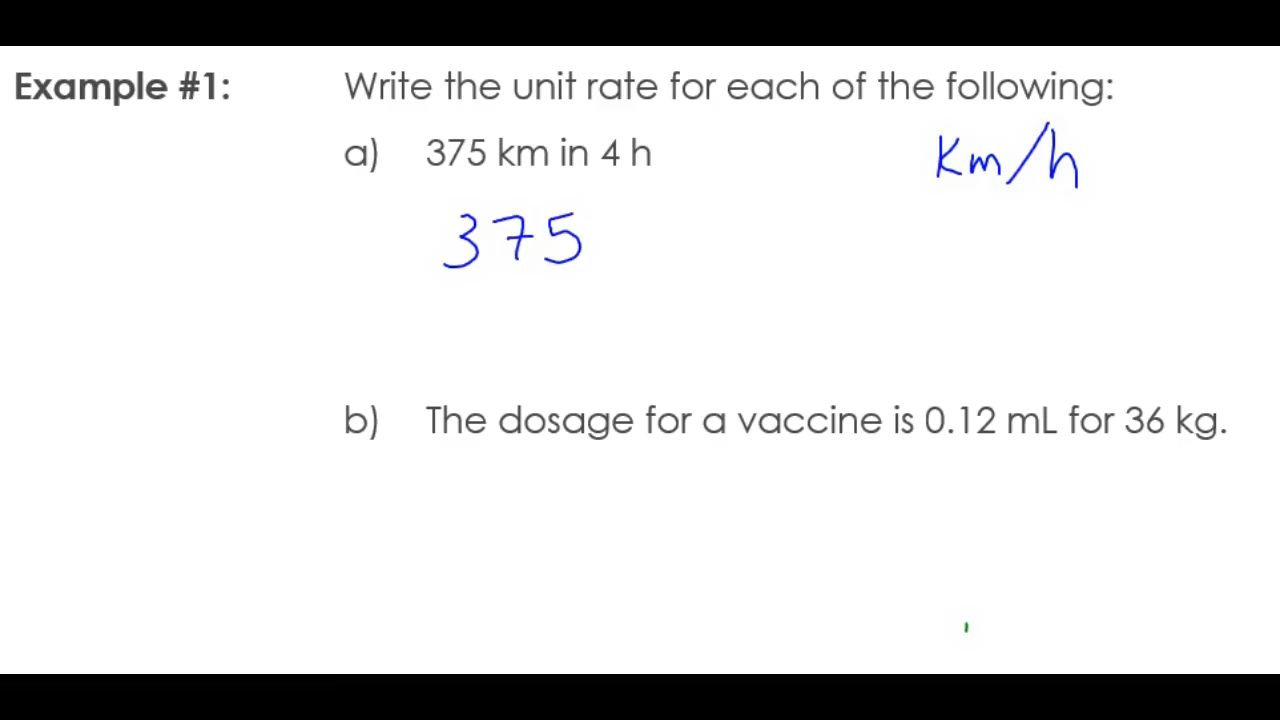 Example #1: Write the unit rate for each of the following:
a) 375 km in 4 h
Km/h
375
b) The dosage for a vaccine is 0.12 mL for 36 kg.